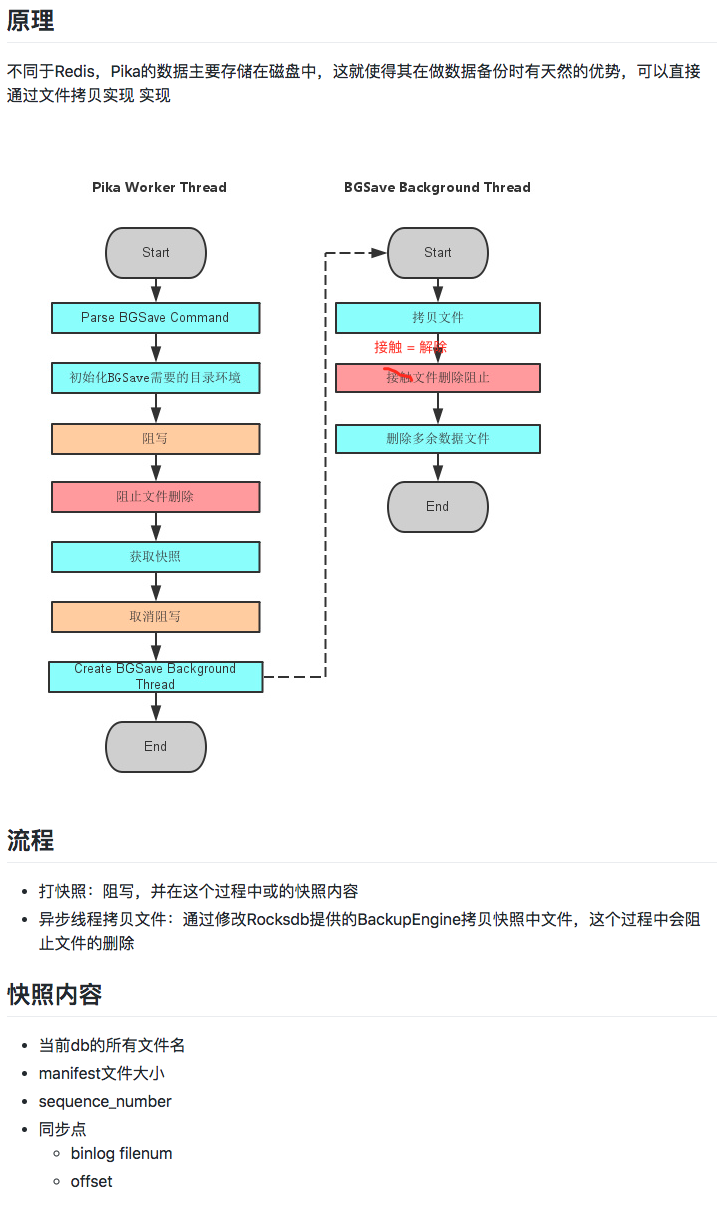 原理
不同于Redis，Pika的数据主要存储在磁盘中，这就使得其在做数据备份时有天然的优势，可以直接
通过文件拷贝实现 实现
Pika Worker Thread
Start
Parse BGSave Command
初始化BGSave需要的目录环境
阻写
阻止文件删除
获取快照
取消阻写
Create BGSave Background
Thread
End
BGSave Background Thread
Start
拷贝文件
接触 = 解除
接触文件删除阻止
删除多余数据文件
End
流程
打快照：阻写，并在这个过程中或的快照内容
异步线程拷贝文件：通过修改Rocksdb提供的BackupEngine拷贝快照中文件，这个过程中会阻
止文件的删除
快照内容
当前db的所有文件名
manifest文件大小
sequence_number
同步点
binlog filenum
offset